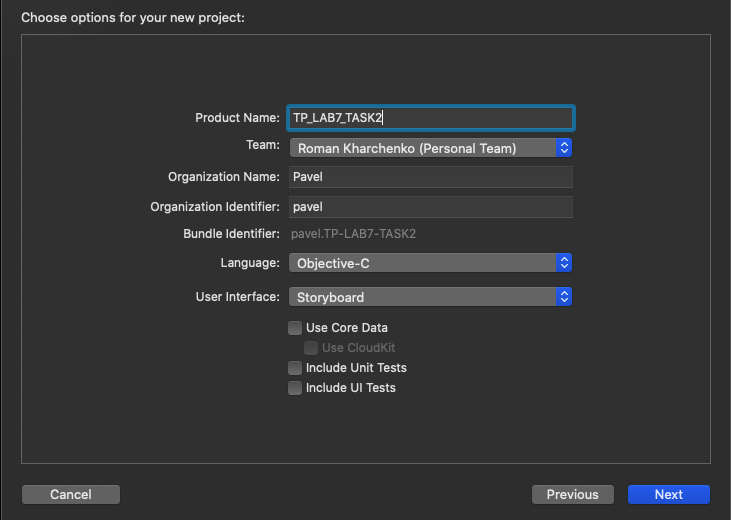 Choose options for your new project:
Product Name: TP_LAB7_TASK2
Team: Roman Kharchenko (Personal Team)
Organization Name: Pavel
Organization Identifier: pavel
Bundle Identifier: pavel.TP-LAB7-TASK2
Language: Objective-C
User Interface: Storyboard
Use Core Data
Use CloudKit
Include Unit Tests
Include UI Tests
Cancel Previous Next